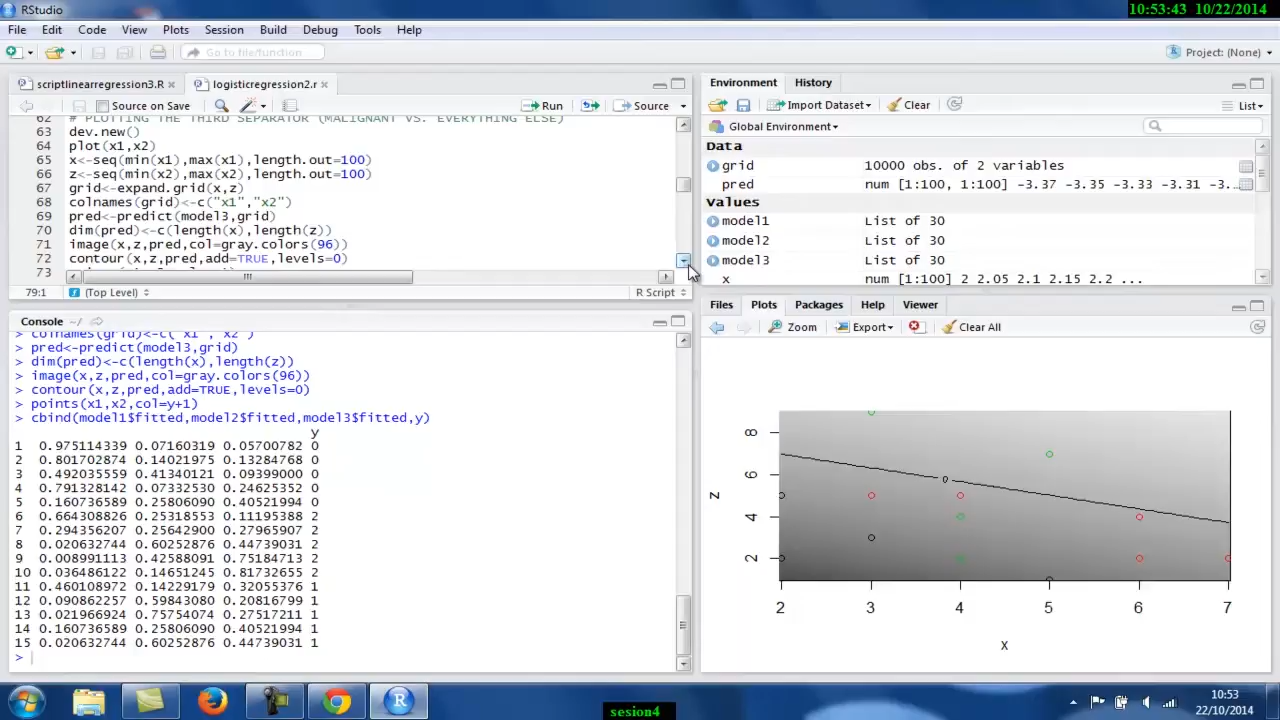 RStudio
10:53:43 10/22/2014
File Edit Code View Plots Session Build Debug Tools Help
Go to file/function
Project: (None)
scriptlinearregression3.R
logisticregression2.r
Source on Save
Run
Source
62 # PLOTTING THE THIRD SEPARATOR (MALIGNANT VS. EVERYTHING ELSE)
63 dev.new()
64 plot(x1,x2)
65 x<-seq(min(x1),max(x1),length.out=100)
66 z<-seq(min(x2),max(x2),length.out=100)
67 grid<-expand.grid(x,z)
68 colnames(grid)<-c("x1","x2")
69 pred<-predict(model3,grid)
70 dim(pred)<-c(length(x),length(z))
71 image(x,z,pred,col=gray.colors(96))
72 contour(x,z,pred,add=TRUE,levels=0)
73
79:1 (Top Level) R Script
Console ~/
> colnames(grid)<-c("x1","x2")
> pred<-predict(model3,grid)
> dim(pred)<-c(length(x),length(z))
> image(x,z,pred,col=gray.colors(96))
> contour(x,z,pred,add=TRUE,levels=0)
> points(x1,x2,col=y+1)
> cbind(model1$fitted,model2$fitted,model3$fitted,y)
y
1 0.975114339 0.07160319 0.05700782 0
2 0.801702874 0.14021975 0.13284768 0
3 0.492035559 0.41340121 0.09399000 0
4 0.791328142 0.07332530 0.24625352 0
5 0.160736589 0.25806090 0.40521994 0
6 0.664308826 0.25318553 0.11195388 2
7 0.294356207 0.25642900 0.27965907 2
8 0.020632744 0.60252876 0.44739031 2
9 0.008991113 0.42588091 0.75184713 2
10 0.036486122 0.14651245 0.81732655 2
11 0.460108972 0.14229179 0.32055376 1
12 0.090862257 0.59843080 0.20816799 1
13 0.021966924 0.75754074 0.27517211 1
14 0.160736589 0.25806090 0.40521994 1
15 0.020632744 0.60252876 0.44739031 1
>
Environment History
Import Dataset Clear List
Global Environment
Data
grid 10000 obs. of 2 variables
pred num [1:100, 1:100] -3.37 -3.35 -3.33 -3.31 -3...
Values
model1 List of 30
model2 List of 30
model3 List of 30
x num [1:100] 2 2.05 2.1 2.15 2.2 ...
Files Plots Packages Help Viewer
Zoom Export Clear All
8
6
4
2
z
0
2 3 4 5 6 7
x
10:53
22/10/2014
sesion4